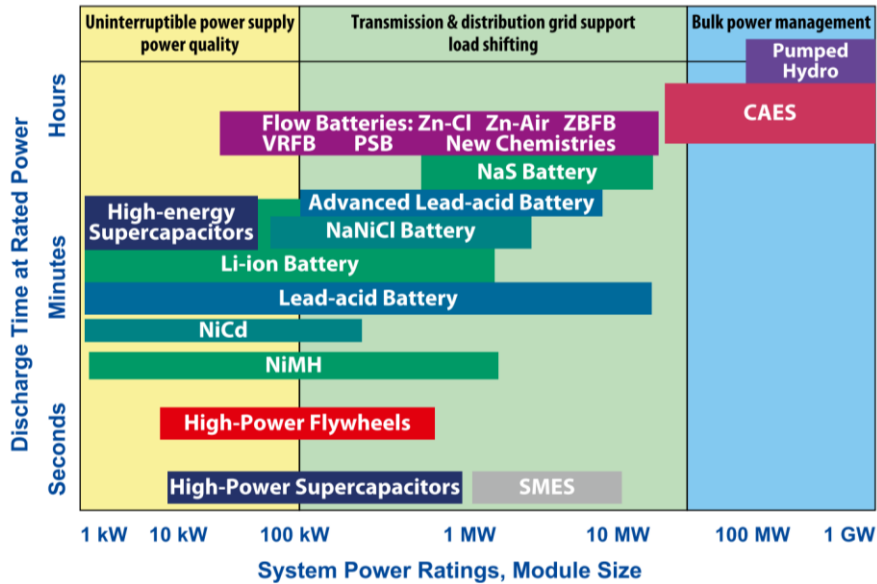 Uninterruptible power supply
power quality
Transmission & distribution grid support
load shifting
Bulk power management
Pumped
Hydro
CAES
Flow Batteries: Zn-Cl Zn-Air ZBFB
VRFB PSB New Chemistries
NaS Battery
Advanced Lead-acid Battery
High-energy
Supercapacitors
NaNiCl Battery
Li-ion Battery
Lead-acid Battery
NiCd
NiMH
High-Power Flywheels
High-Power Supercapacitors
SMES
Discharge Time at Rated Power
Hours
Minutes
Seconds
1 kW 10 kW 100 kW 1 MW 10 MW 100 MW 1 GW
System Power Ratings, Module Size